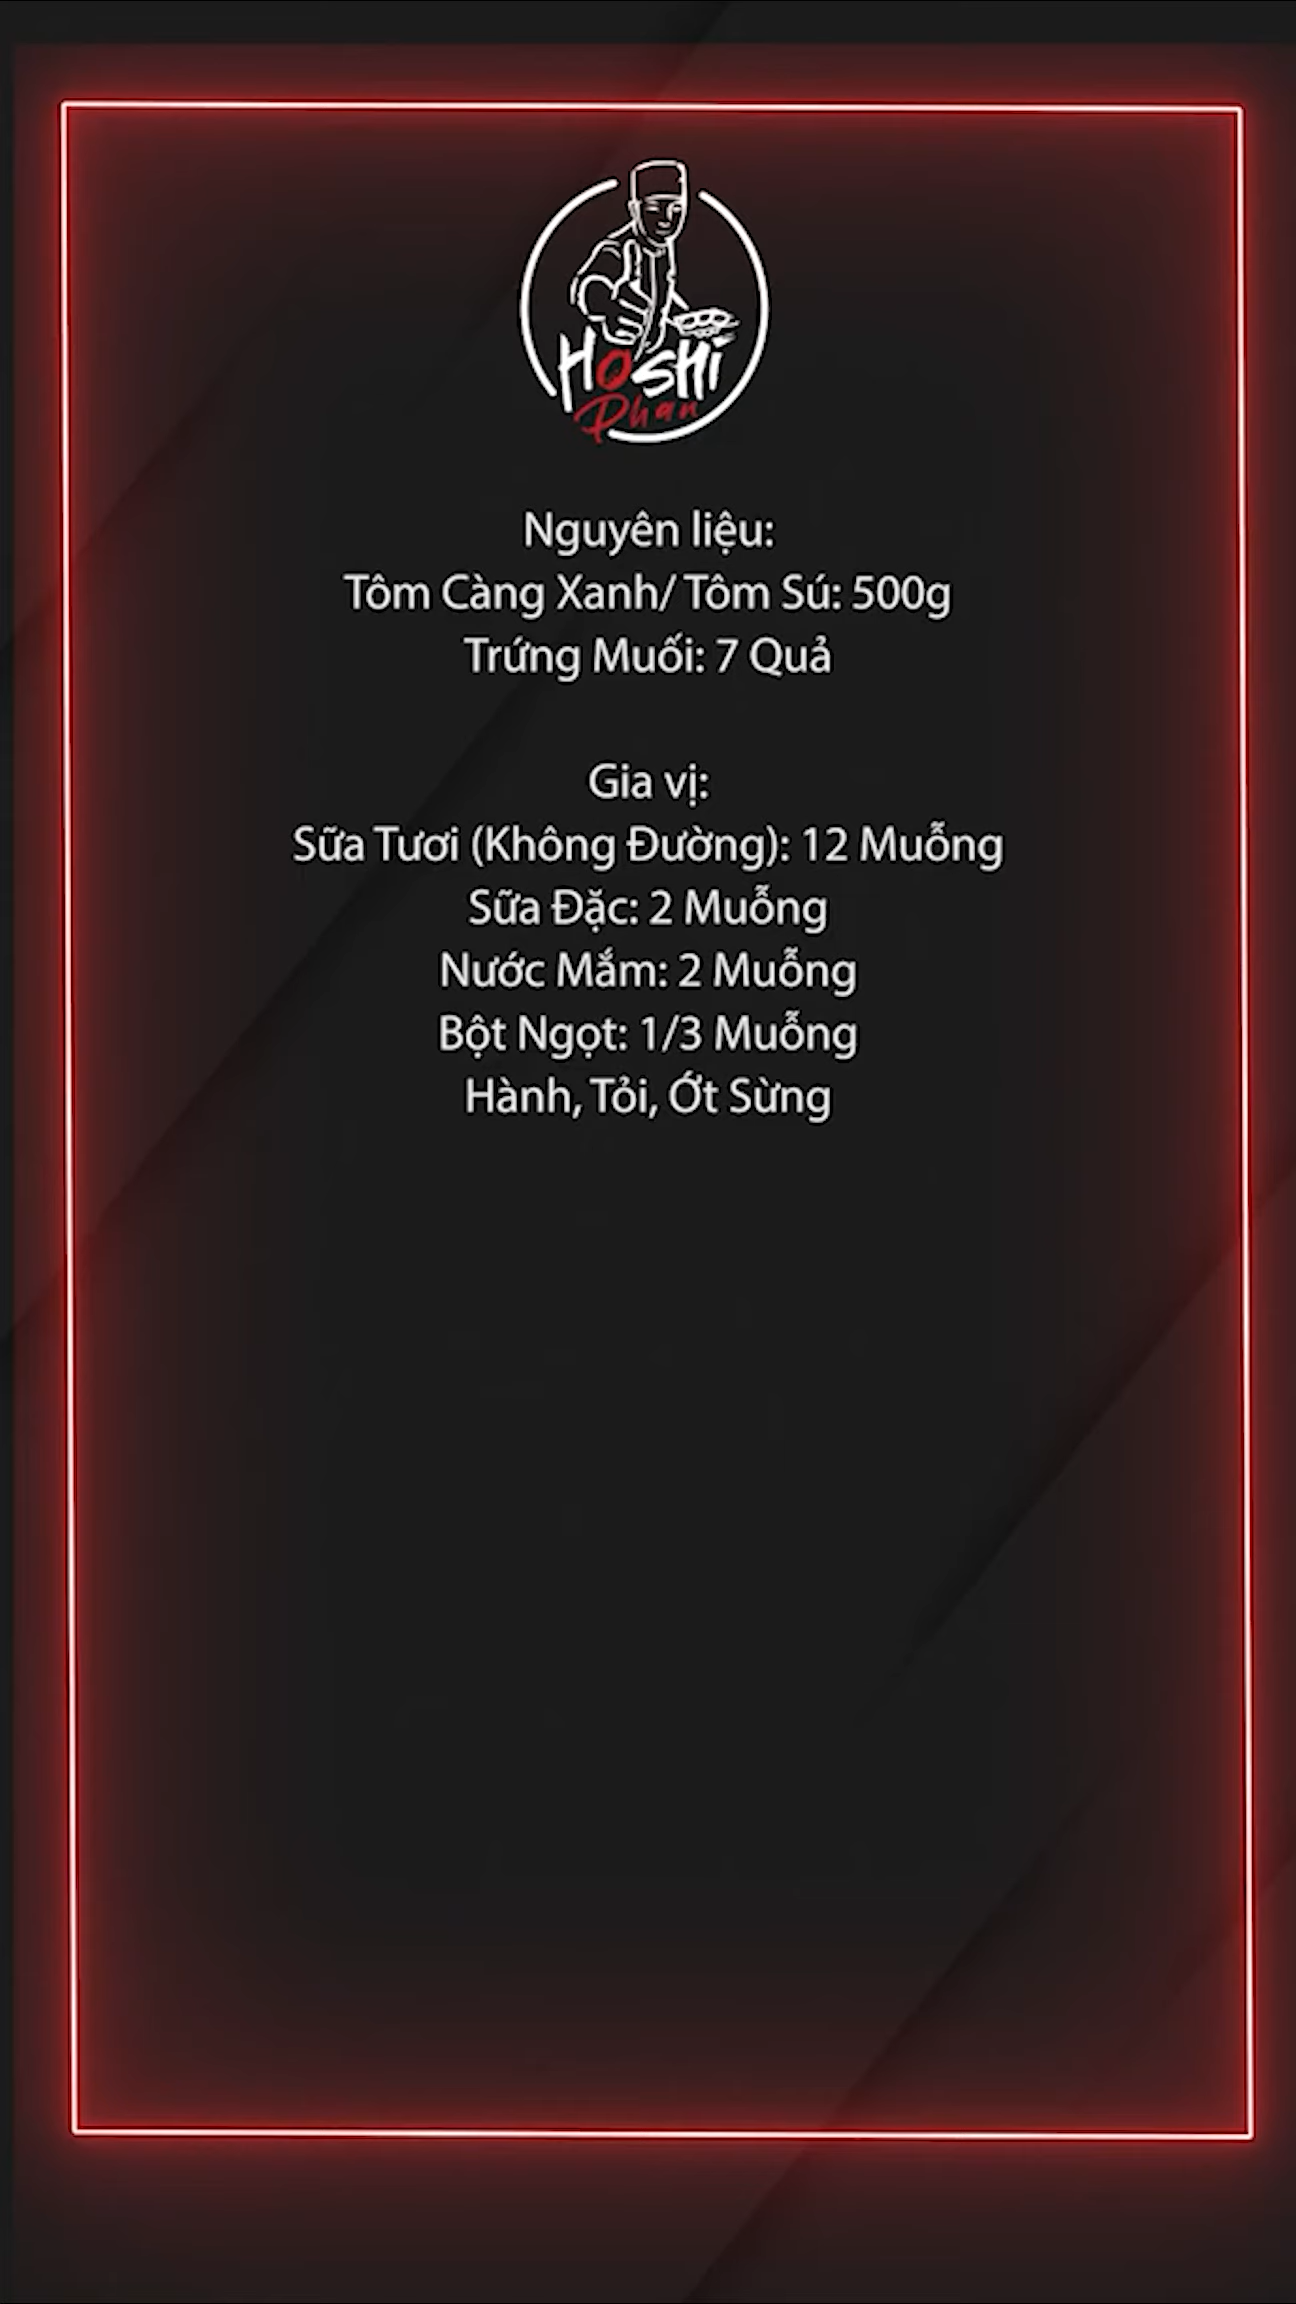 HOSHI
Phan
Nguyên liệu:
Tôm Càng Xanh/ Tôm Sú: 500g
Trứng Muối: 7 Quả
Gia vị:
Sữa Tươi (Không Đường): 12 Muỗng
Sữa Đặc: 2 Muỗng
Nước Mắm: 2 Muỗng
Bột Ngọt: 1/3 Muỗng
Hành, Tỏi, Ớt Sừng